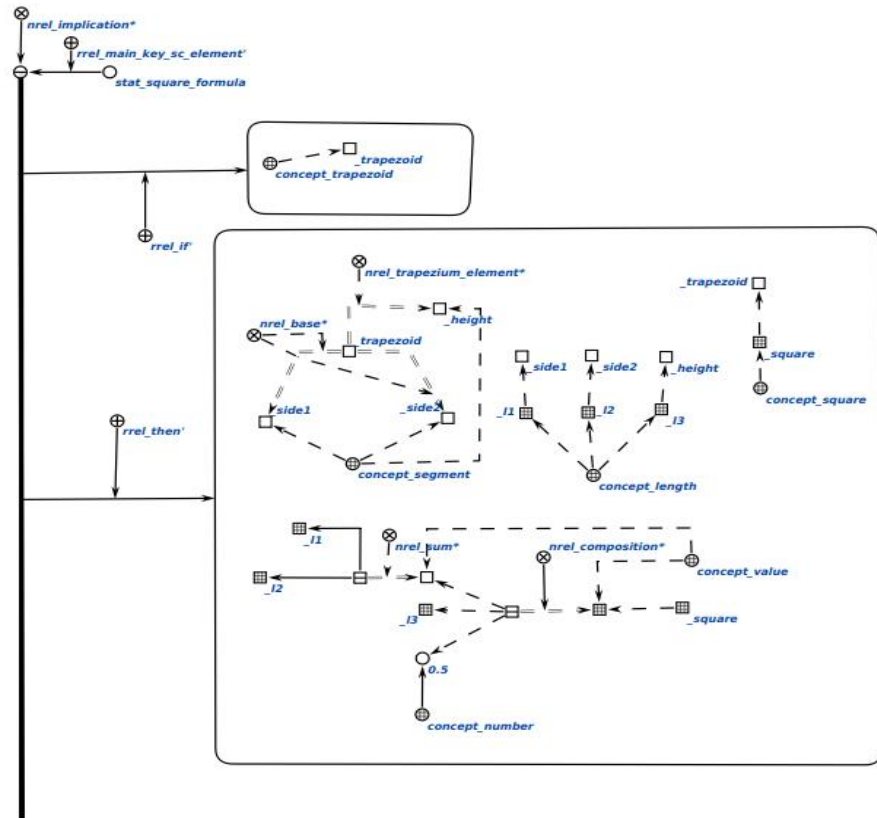 nrel_implication*
rrel_main_key_sc_element'
stat_square_formula
_trapezoid
concept_trapezoid
rrel_if'
nrel_trapezium_element*
_trapezoid
_height
nrel_base*
_trapezoid
_side1
_side2
_height
_square
_side1
_side2
concept_square
_l1
_l2
_l3
rrel_then'
concept_segment
concept_length
_l1
nrel_sum*
nrel_composition*
concept_value
_l2
_l3
_square
0.5
concept_number